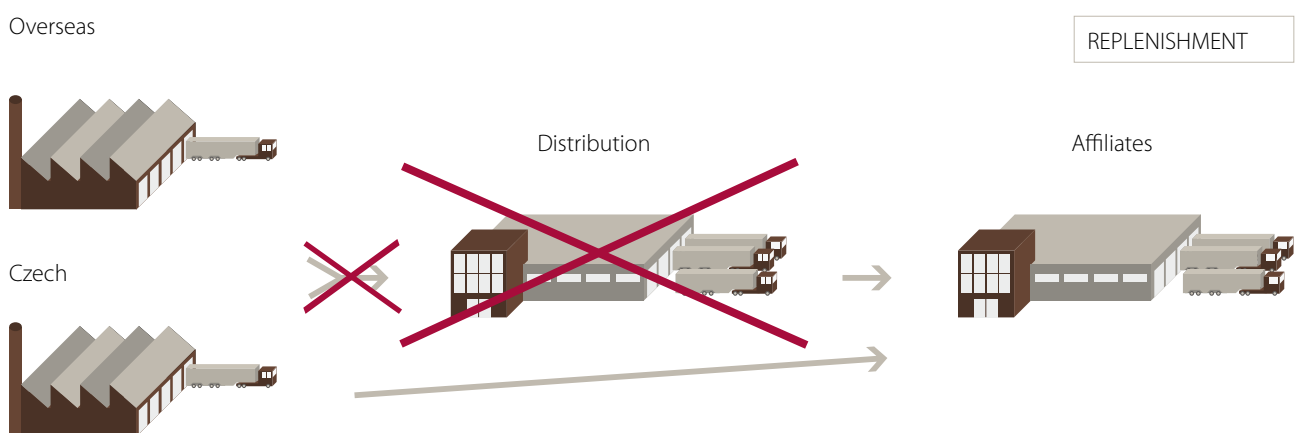 Overseas
REPLENISHMENT
Distribution
Affiliates
Czech